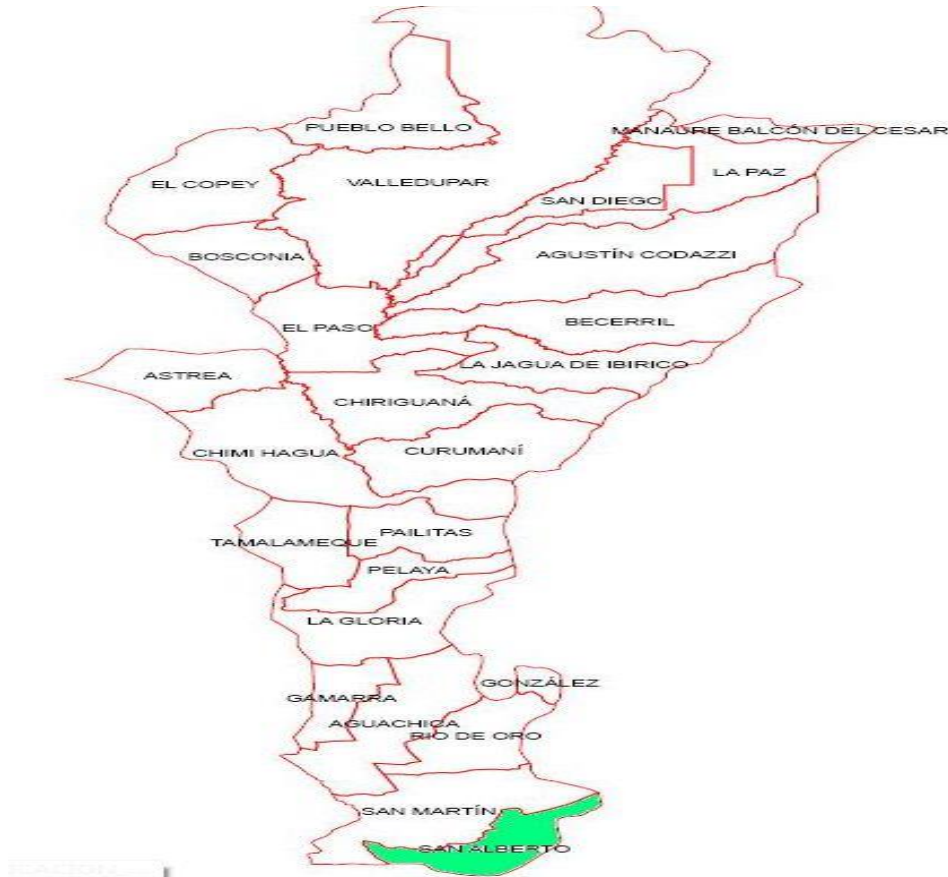 PUEBLO BELLO
MANAURE BALCÓN DEL CESAR
EL COPEY
VALLEDUPAR
LA PAZ
SAN DIEGO
BOSCONIA
AGUSTÍN CODAZZI
EL PASO
BECERRIL
ASTREA
LA JAGUA DE IBIRICO
CHIRIGUANÁ
CHIMI HAGUA
CURUMANÍ
TAMALAMEQUE
PAILITAS
PELAYA
LA GLORIA
GAMARRA
GONZÁLEZ
AGUACHICA
RIO DE ORO
SAN MARTÍN
SAN ALBERTO